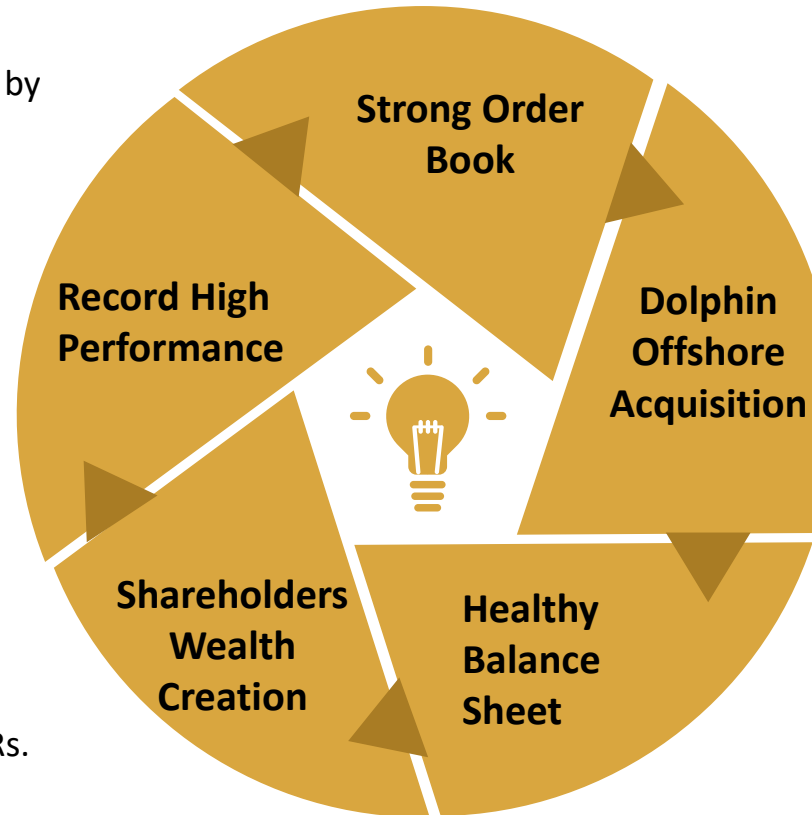 by
Strong Order
Book
Record High
Performance
Dolphin
Offshore
Acquisition
Shareholders
Wealth
Creation
Healthy
Balance
Sheet
Rs.